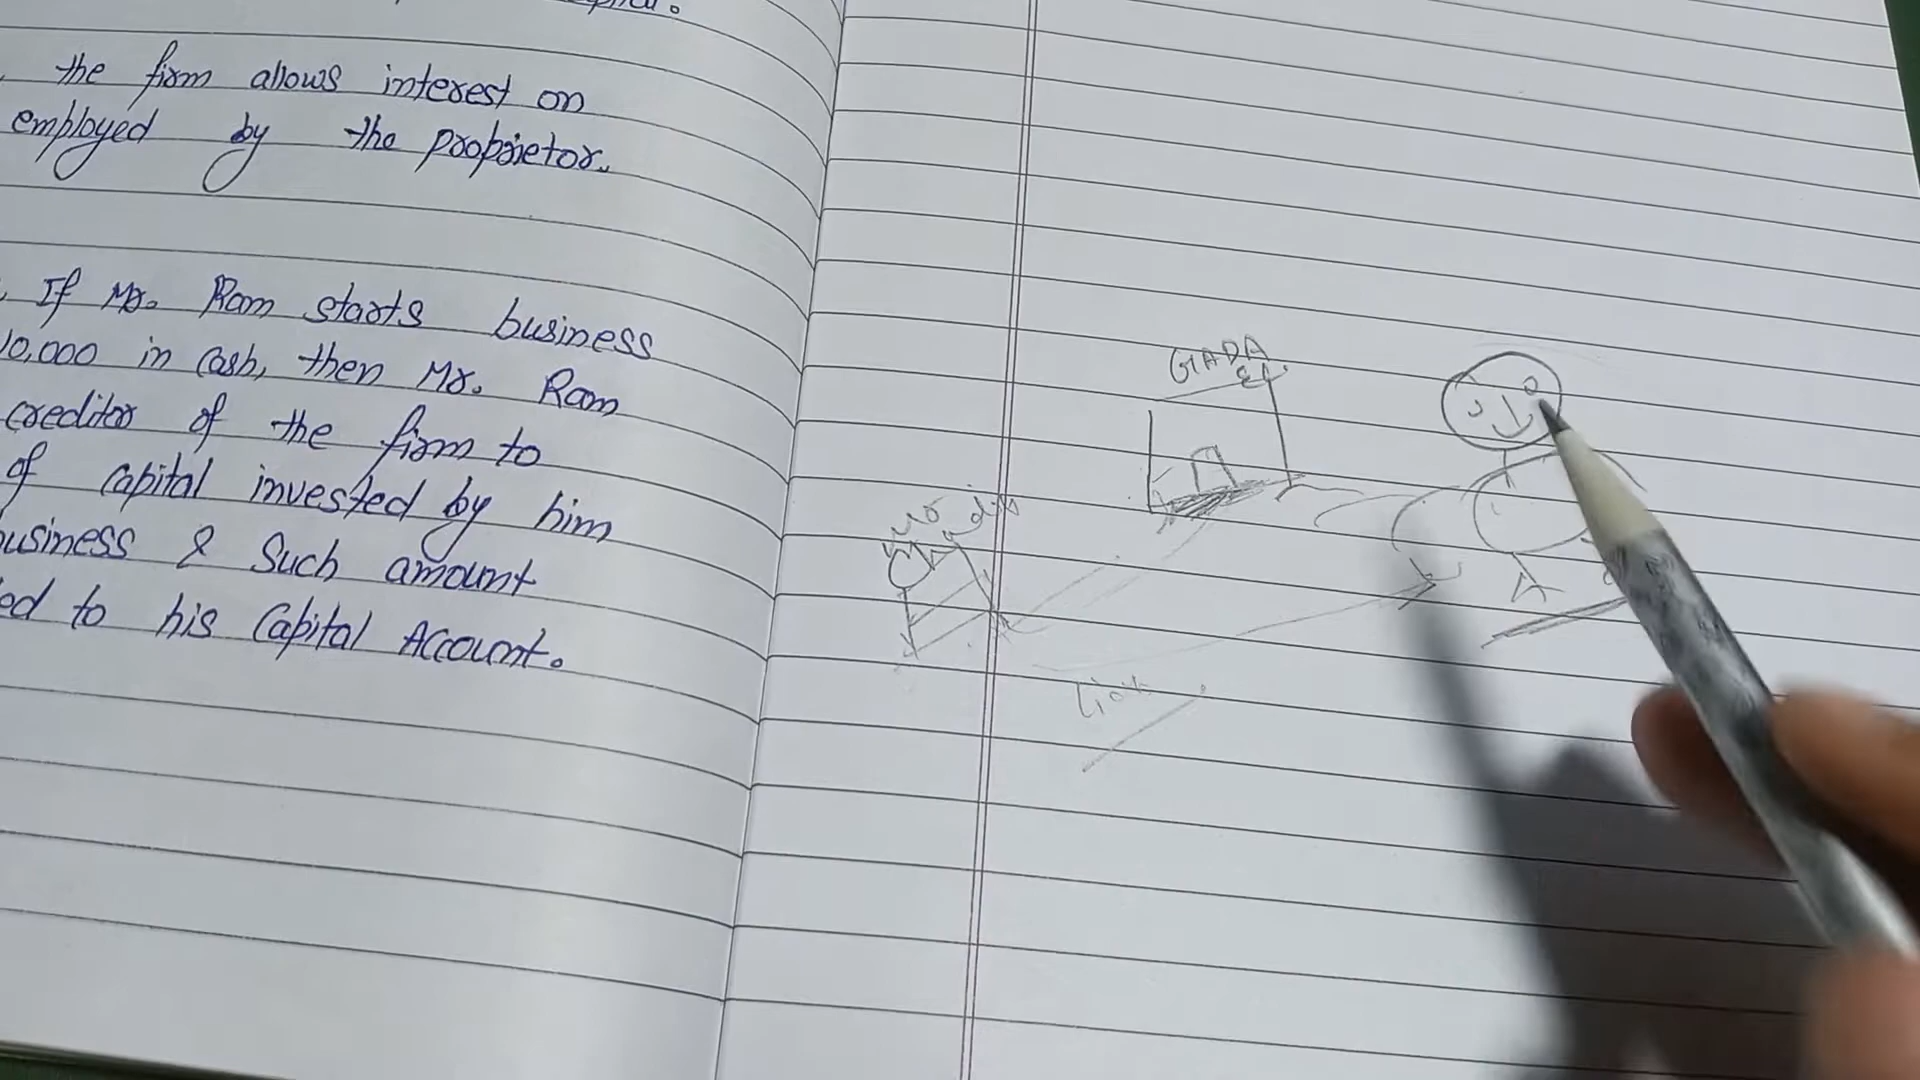 the firm allows interest on
employed by the proprietor.
If Mr. Ram starts business
10,000 in Cash, then Mr. Ram
creditor of the firm to
of capital invested by him
business & Such amount
ed to his Capital Account.
GADA
El.